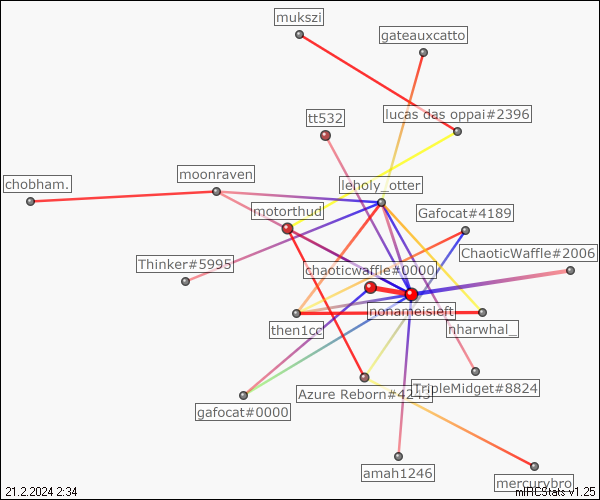 mukszi
gateauxcatto
lucas das oppai#2396
tt532
moonraven
chobham.
leholy_otter
motorthud
Gafocat#4189
ChaoticWaffle#2006
Thinker#5995
chaoticwaffle#0000
nonameisleft
then1cc
nharwhal_
Azure Reborn#4243
TripleMidget#8824
gafocat#0000
amah1246
mercurybro
21.2.2024 2:34
mIRCStats v1.25